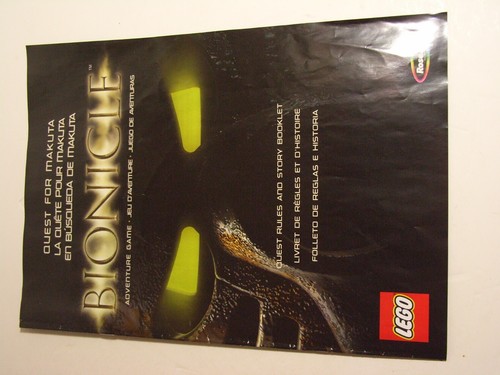 QUEST FOR MAKUTA
LA QUÊTE POUR MAKUTA
EN BÚSQUEDA DE MAKUTA
BIONICLE™
ADVENTURE GAME · JEU D'AVENTURE · JUEGO DE AVENTURAS
QUEST RULES AND STORY BOOKLET
LIVRET DE RÈGLES ET D'HISTOIRE
FOLLETO DE REGLAS E HISTORIA
LEGO